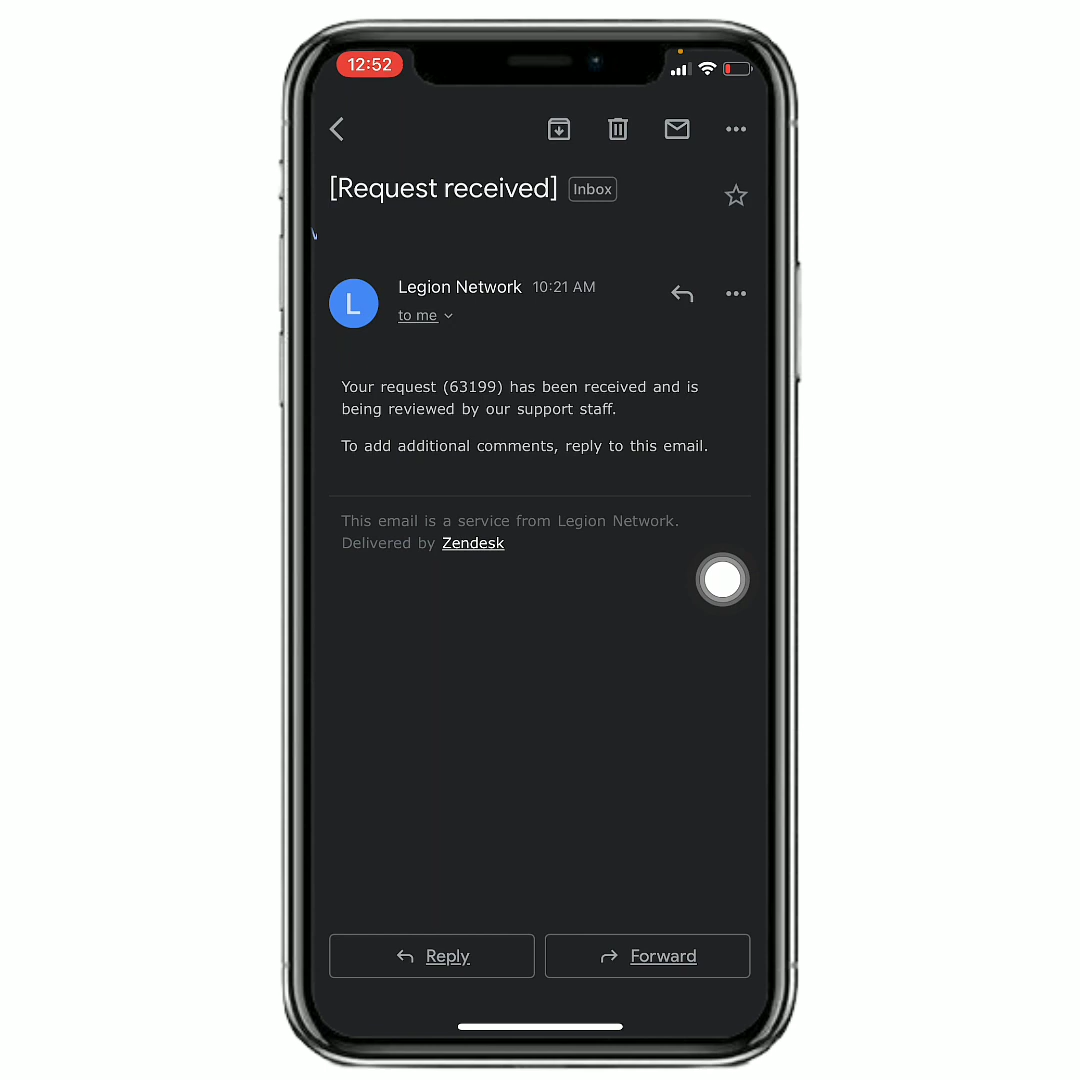 12:52
[Request received] Inbox
L
Legion Network 10:21 AM
to me
Your request (63199) has been received and is
being reviewed by our support staff.
To add additional comments, reply to this email.
This email is a service from Legion Network.
Delivered by Zendesk
Reply Forward